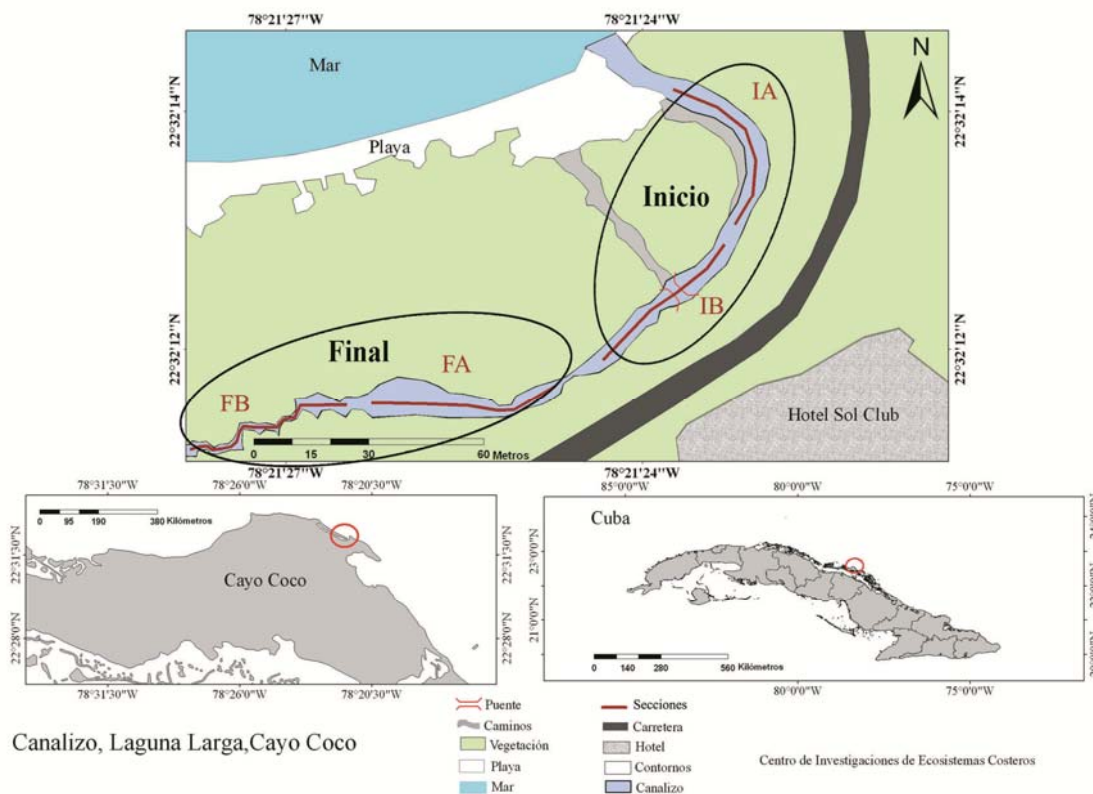 78°21'27"W
78°21'24"W
N
Mar
22°32'14"N
22°32'14"N
IA
Playa
Inicio
IB
22°32'12"N
22°32'12"N
Final
FA
FB
Hotel Sol Club
0 15 30 60 Metros
78°21'27"W
78°21'24"W
78°31'30"W
78°26'0"W
78°20'30"W
85°0'0"W
80°0'0"W
75°0'0"W
0 95 190 380 Kilómetros
Cuba
22°31'30"N
22°31'30"N
23°0'0"N
Cayo Coco
22°28'0"N
22°28'0"N
21°0'0"N
0 140 280 560 Kilómetros
78°31'30"W
78°26'0"W
78°20'30"W
80°0'0"W
75°0'0"W
Canalizo, Laguna Larga,Cayo Coco
Puente
Caminos
Vegetación
Playa
Mar
Secciones
Carretera
Hotel
Contornos
Canalizo
Centro de Investigaciones de Ecosistemas Costeros